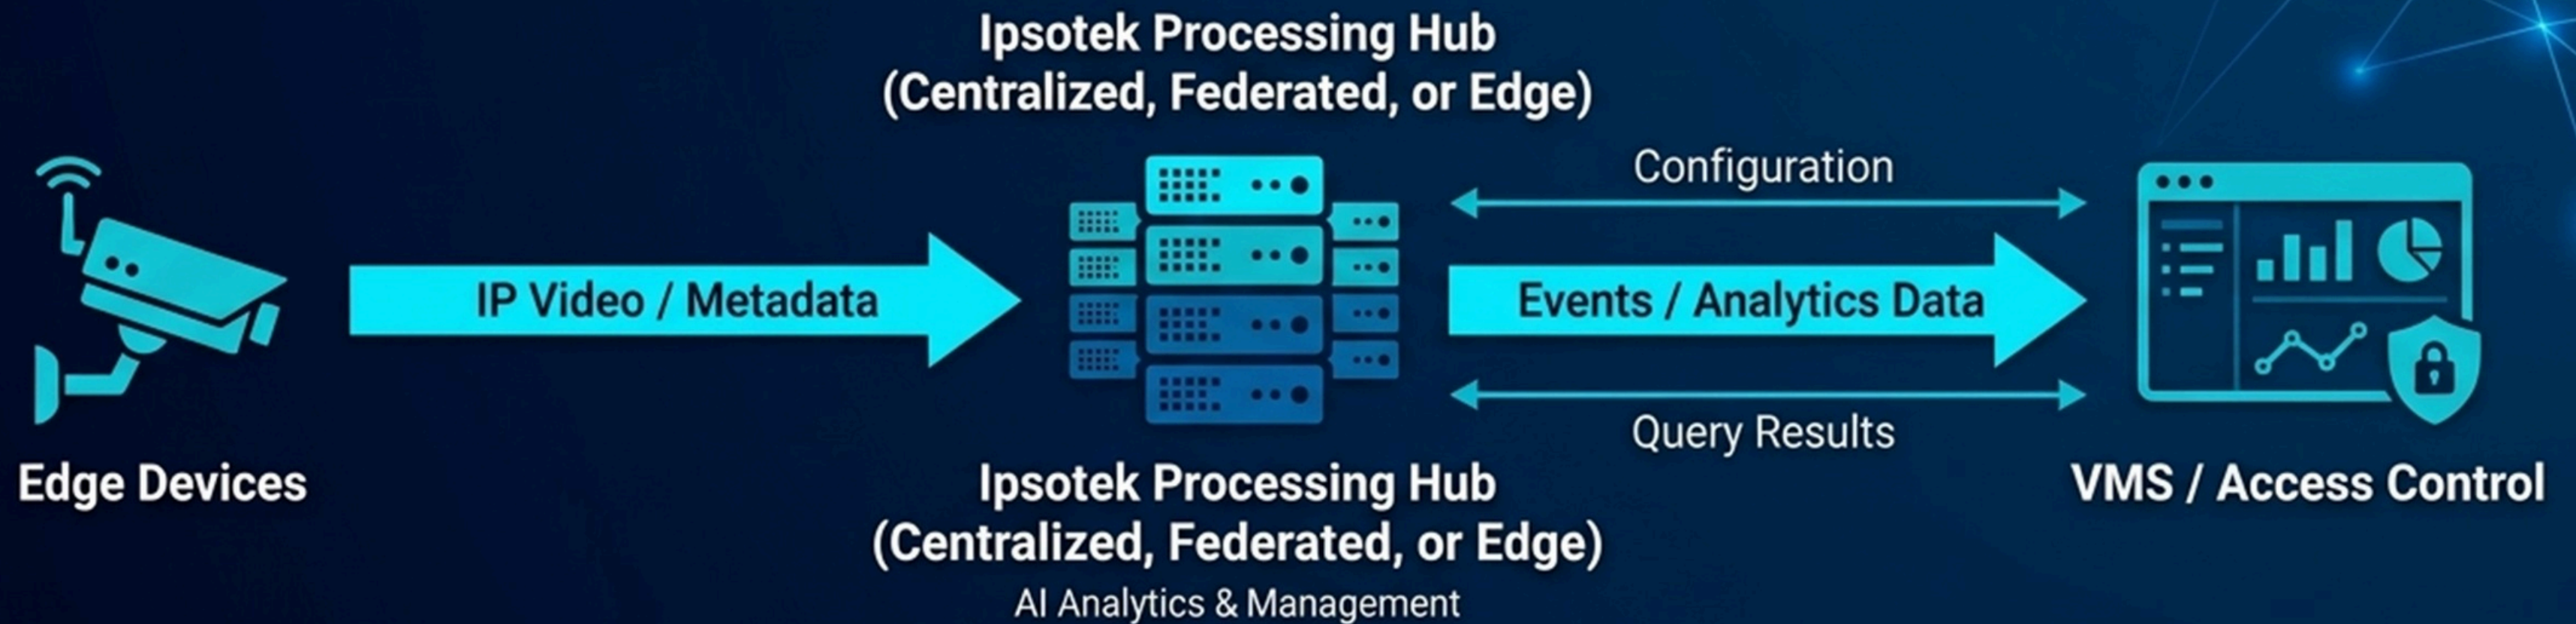 Ipsotek Processing Hub
(Centralized, Federated, or Edge)
Configuration
IP Video / Metadata
Events / Analytics Data
Query Results
Edge Devices
Ipsotek Processing Hub
(Centralized, Federated, or Edge)
AI Analytics & Management
VMS / Access Control